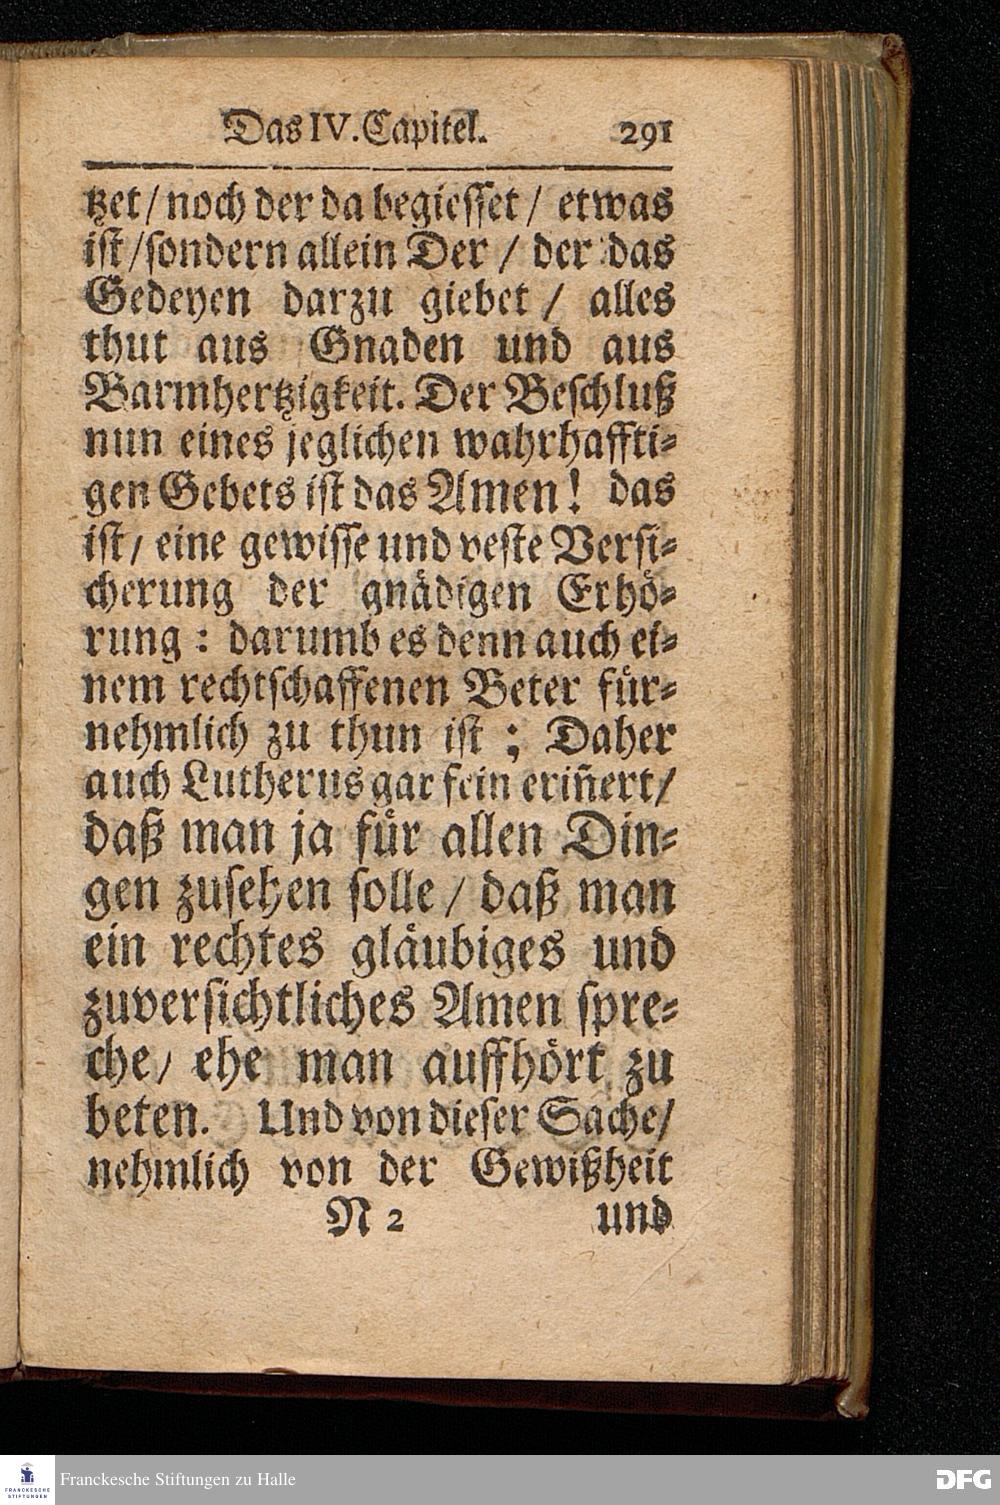 Das IV. Capitel. 291
tzet / noch der da begiesset / etwas
ist / sondern allein Der / der das
Gedeyen darzu giebet / alles
thut aus Gnaden und aus
Barmhertzigkeit. Der Beschluß
nun eines jeglichen wahrhaffti-
gen Gebets ist das Amen! das
ist / eine gewisse und veste Versi-
cherung der gnädigen Erhö-
rung: darumb es denn auch ei-
nem rechtschaffenen Beter für-
nehmlich zu thun ist; Daher
auch Lutherus gar fein eriñert /
daß man ja für allen Din-
gen zusehen solle / daß man
ein rechtes gläubiges und
zuversichtliches Amen spre-
che / ehe man auffhört zu
beten. Und von dieser Sache /
nehmlich von der Gewißheit
N 2 und
FRANCKESCHE STIFTUNGEN
Franckesche Stiftungen zu Halle
DFG